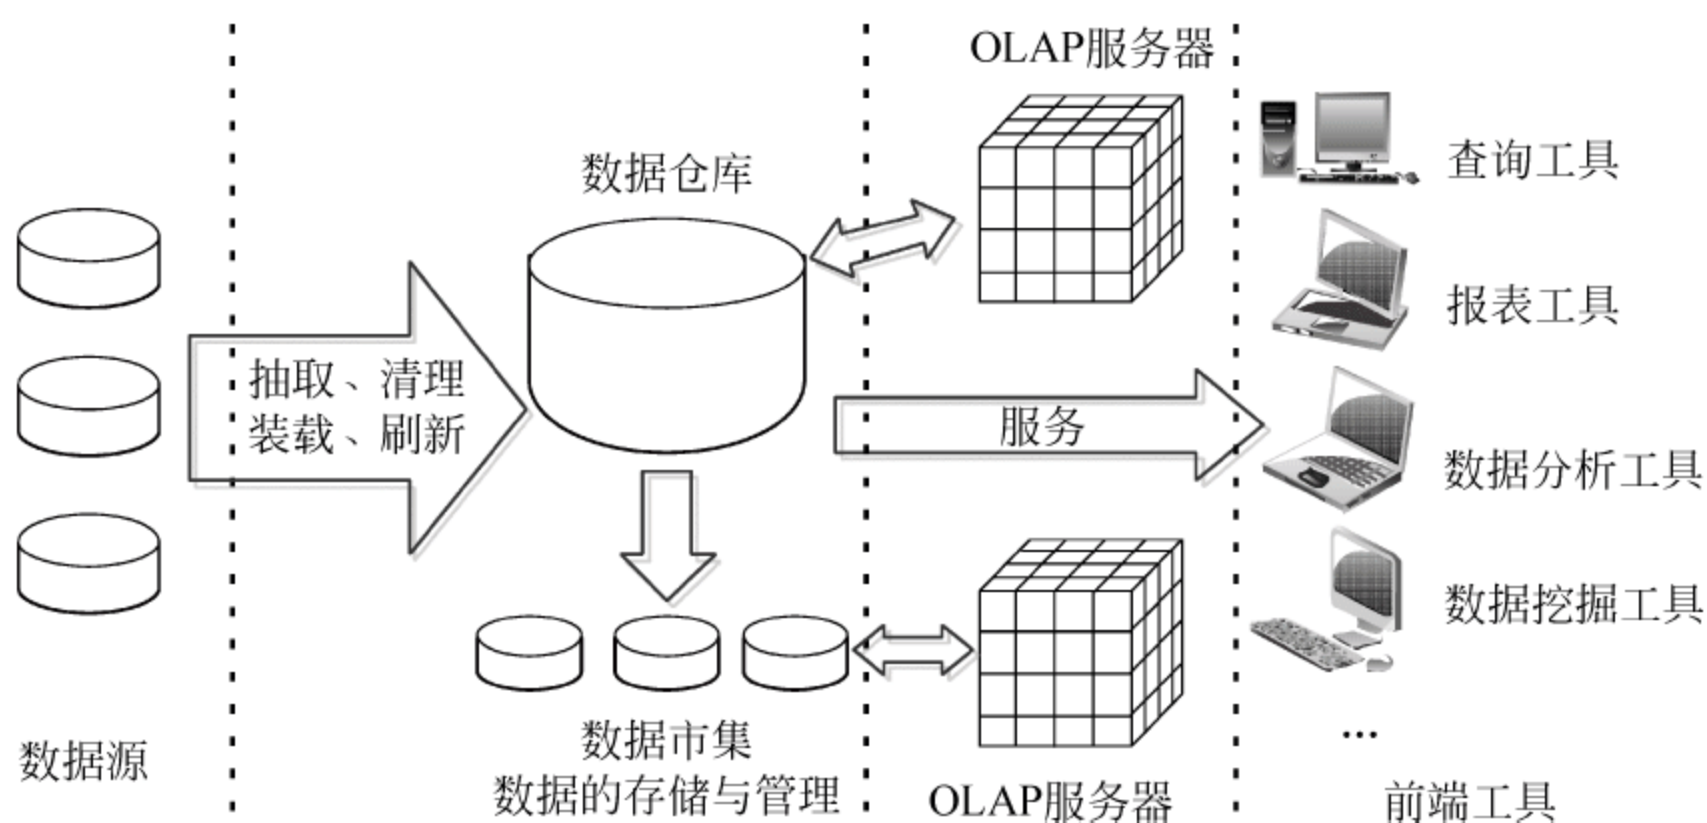 OLAP服务器
数据仓库
查询工具
报表工具
抽取、清理
装载、刷新
服务
数据分析工具
数据挖掘工具
...
数据市集
数据源
数据的存储与管理
OLAP服务器
前端工具